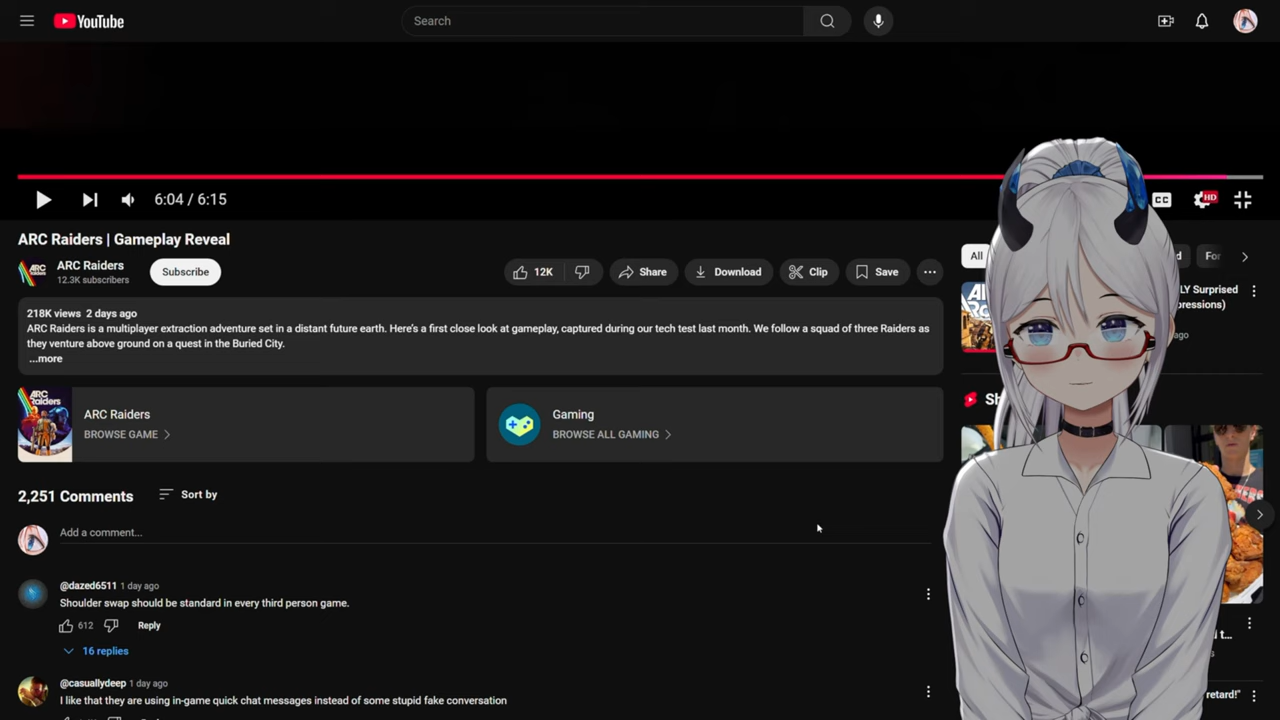 YouTube
Search
6:04 / 6:15
CC
HD
ARC Raiders | Gameplay Reveal
ARC Raiders
12.3K subscribers
Subscribe
12K
Share
Download
Clip
Save
All
218K views 2 days ago
ARC Raiders is a multiplayer extraction adventure set in a distant future earth. Here's a first close look at gameplay, captured during our tech test last month. We follow a squad of three Raiders as
they venture above ground on a quest in the Buried City.
...more
Surprised
ago
ARC
Raiders
ARC Raiders
BROWSE GAME
Gaming
BROWSE ALL GAMING
2,251 Comments
Sort by
Add a comment...
@dazed6511 1 day ago
Shoulder swap should be standard in every third person game.
612
Reply
16 replies
@casuallydeep 1 day ago
I like that they are using in-game quick chat messages instead of some stupid fake conversation
retard!"